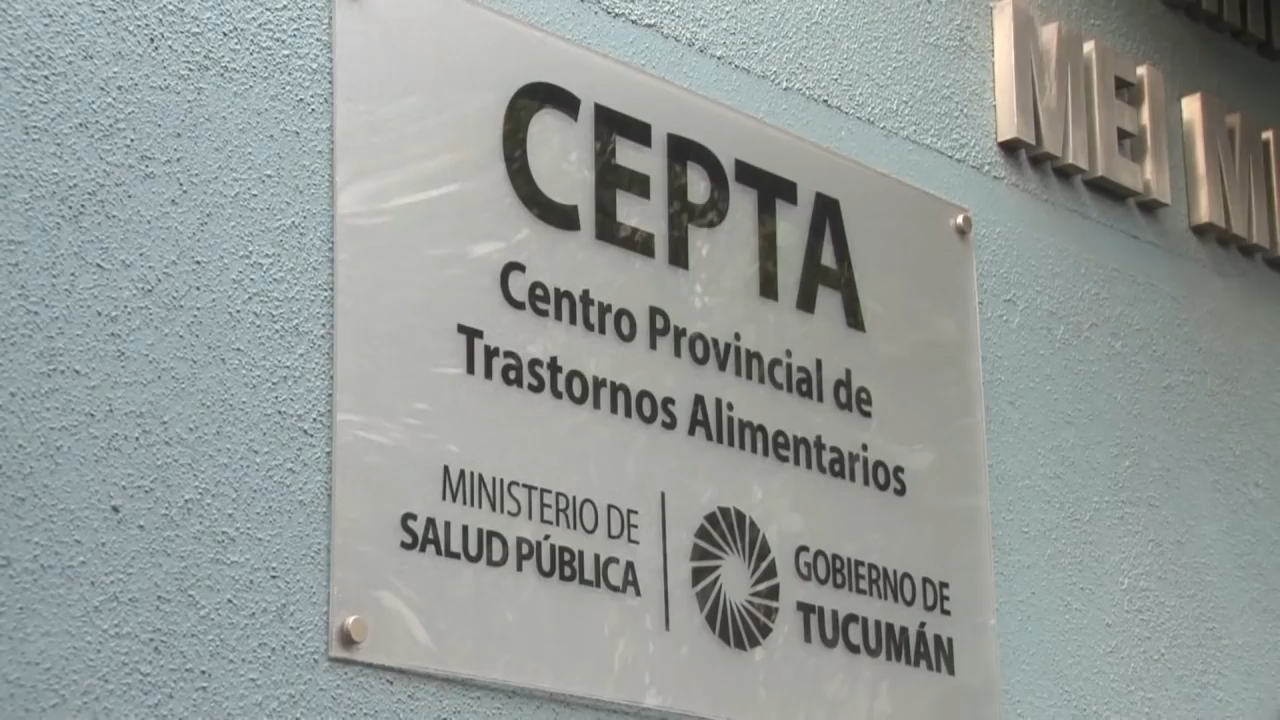 CEPTA
Centro Provincial de
Trastornos Alimentarios
MINISTERIO DE
SALUD PÚBLICA
GOBIERNO DE
TUCUMÁN